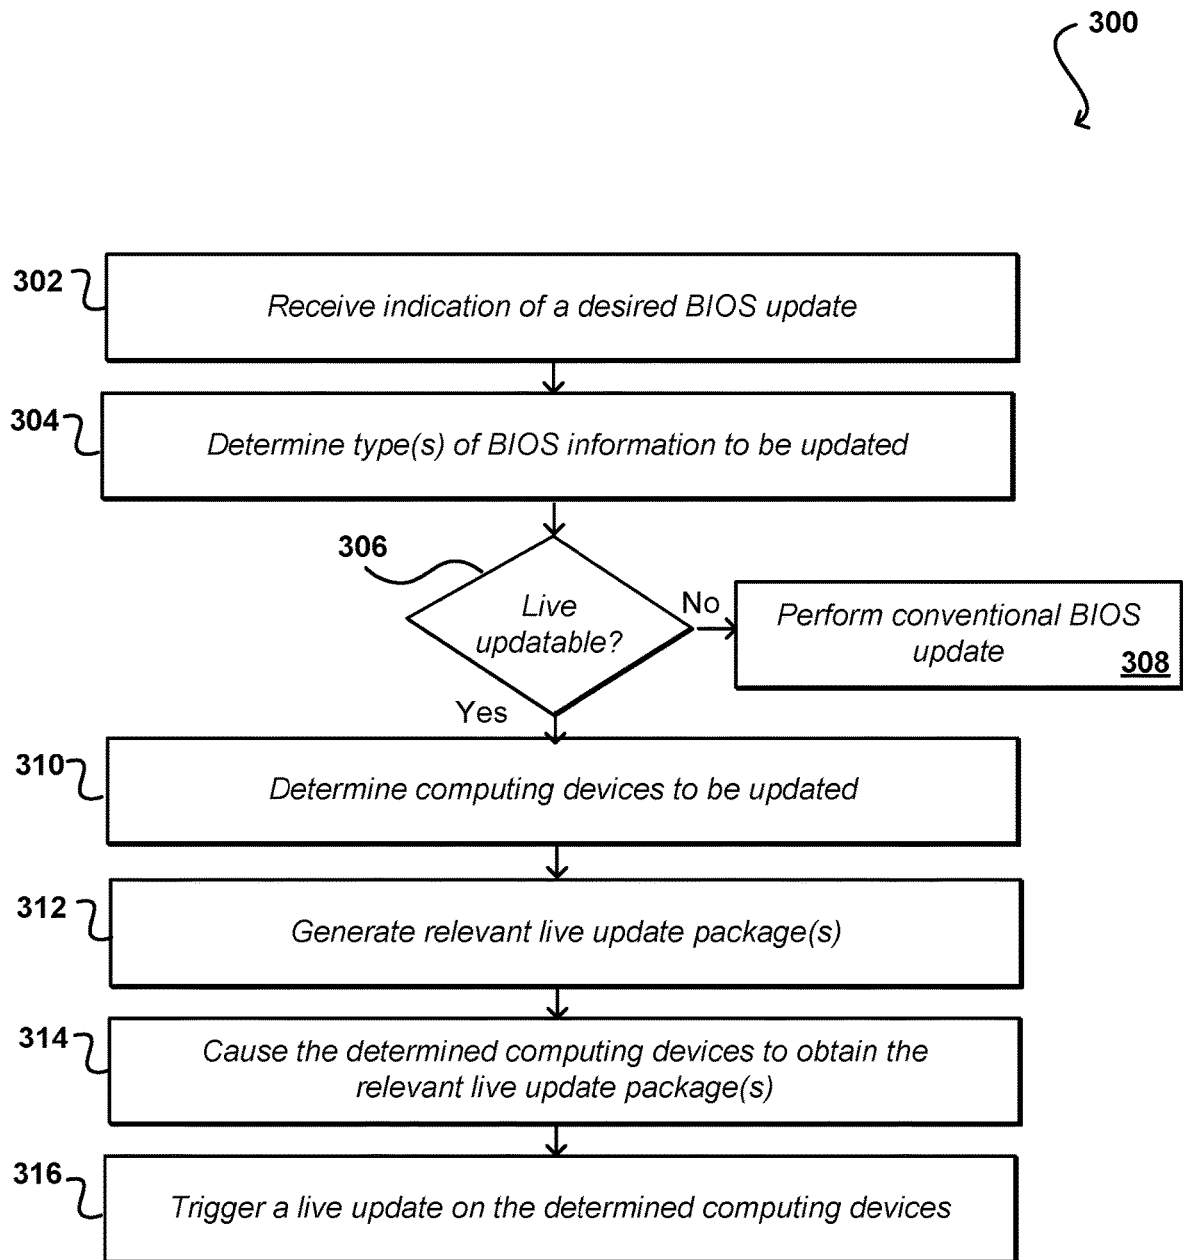 300
302
Receive indication of a desired BIOS update
304
Determine type(s) of BIOS information to be updated
306
Live
updatable?
No
Perform conventional BIOS
update
308
Yes
310
Determine computing devices to be updated
312
Generate relevant live update package(s)
314
Cause the determined computing devices to obtain the
relevant live update package(s)
316
Trigger a live update on the determined computing devices